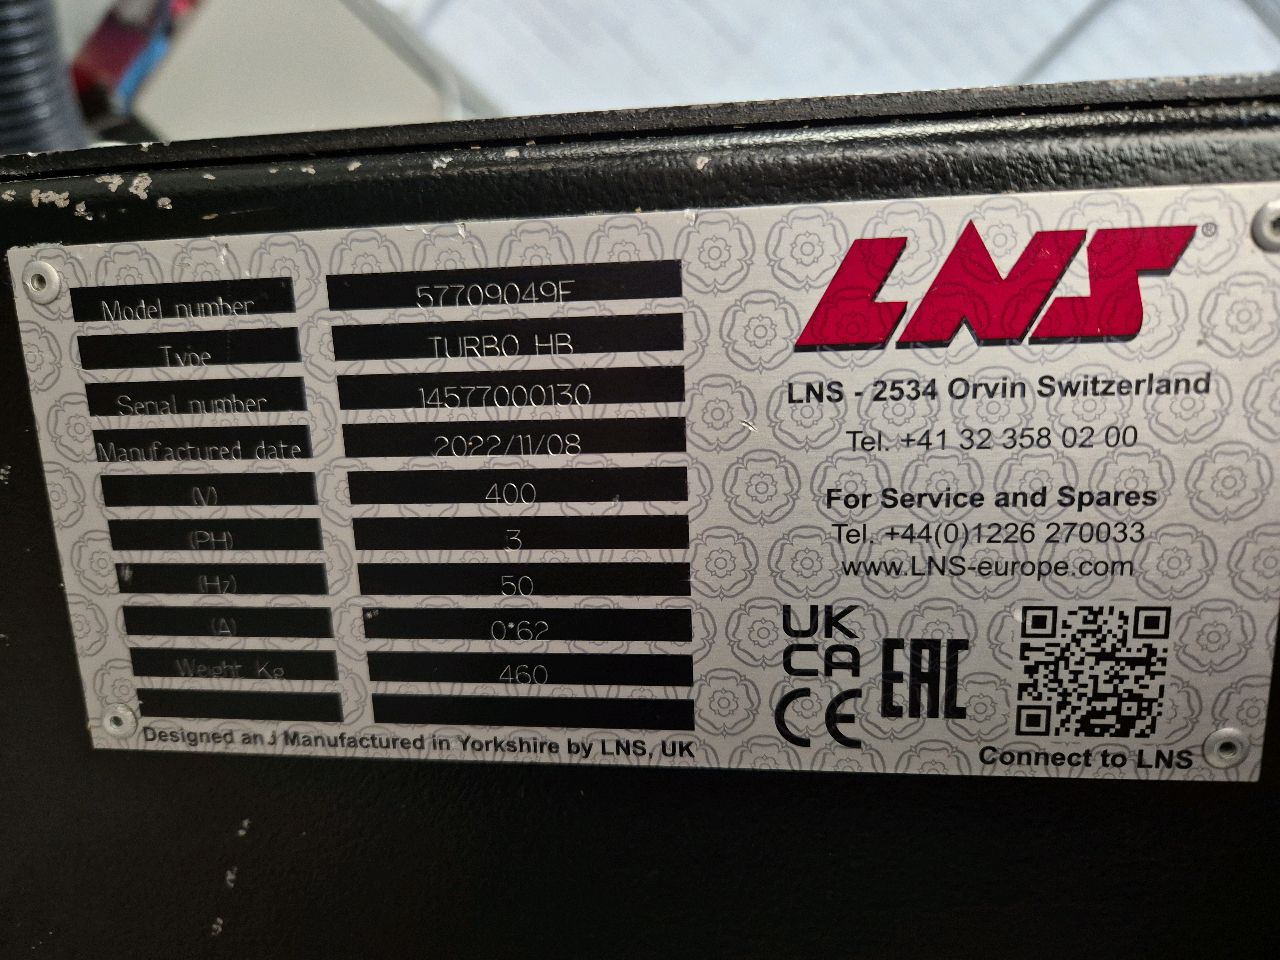 Model number 57709049E
Type TURBO HB
Serial number 14577000130
Manufactured date 2022/11/08
(V) 400
(PH) 3
(Hz) 50
(A) 0.62
Weight Kg 460
Designed and Manufactured in Yorkshire by LNS, UK
LNS®
LNS - 2534 Orvin Switzerland
Tel. +41 32 358 02 00
For Service and Spares
Tel. +44(0)1226 270033
www.LNS-europe.com
UK
CA
CE
EAC
Connect to LNS